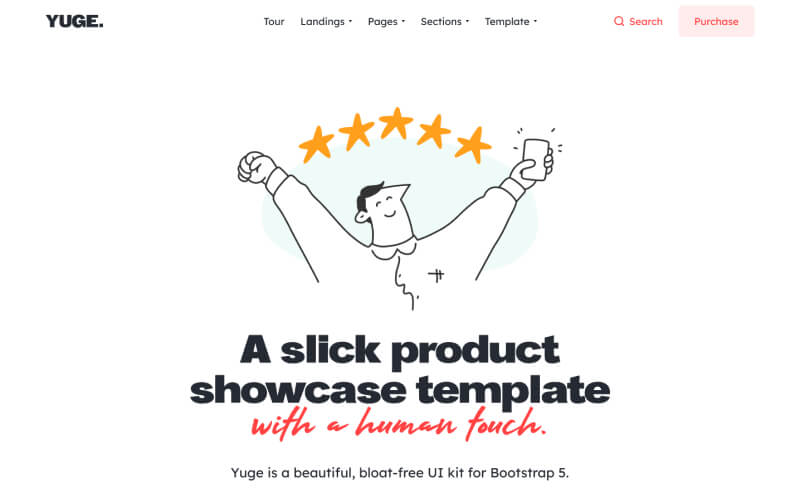 YUGE.
Tour Landings Pages Sections Template Search Purchase
A slick product
showcase template
with a human touch.
Yuge is a beautiful, bloat-free UI kit for Bootstrap 5.